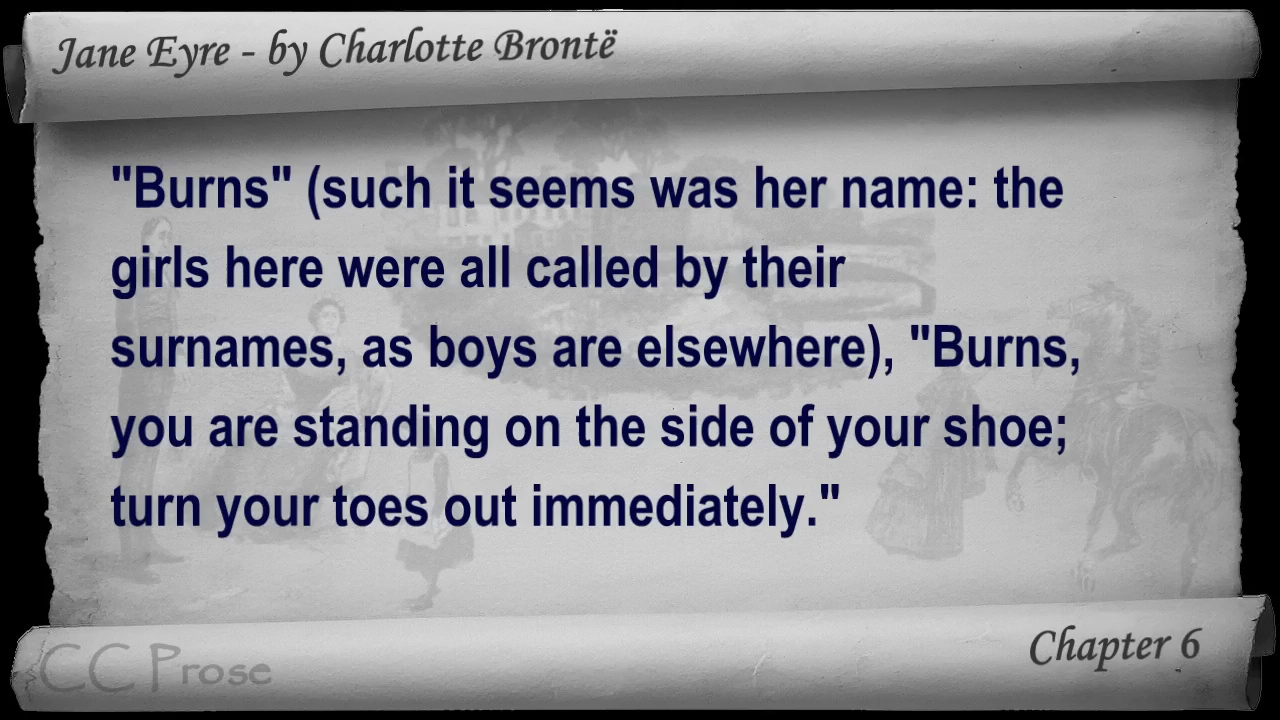 Jane Eyre - by Charlotte Brontë
"Burns" (such it seems was her name: the
girls here were all called by their
surnames, as boys are elsewhere), "Burns,
you are standing on the side of your shoe;
turn your toes out immediately."
Chapter 6
CC Prose